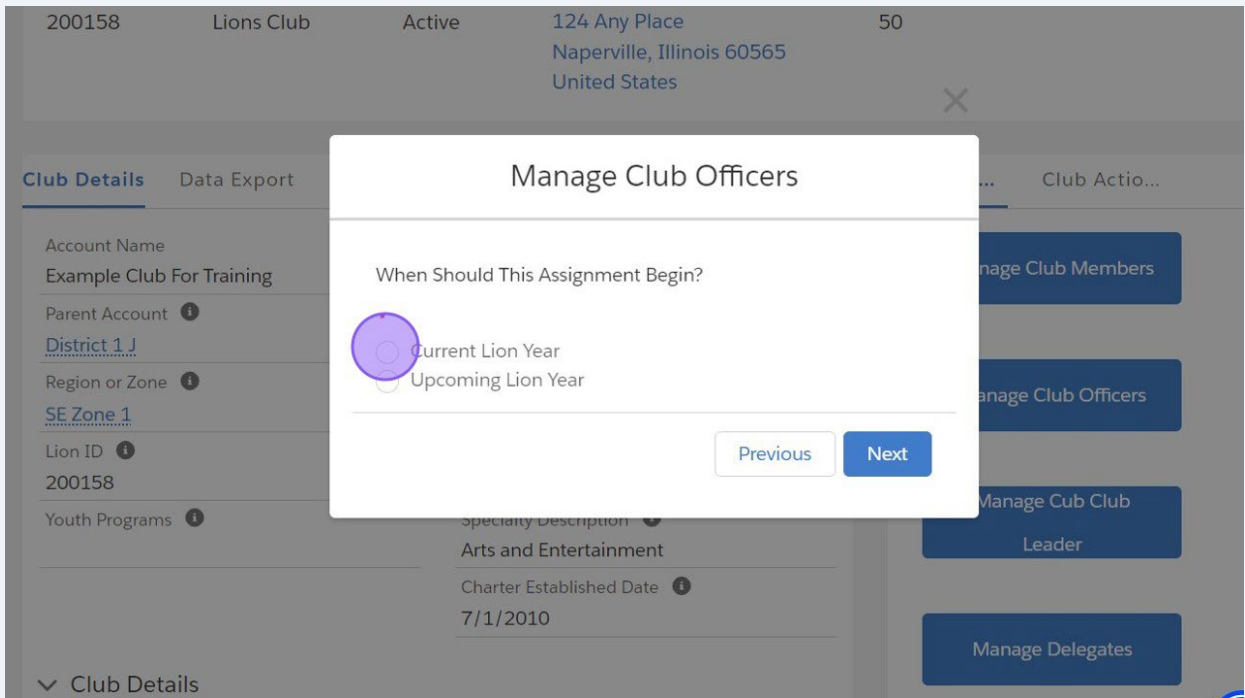 200158 Lions Club Active 124 Any Place 50
Naperville, Illinois 60565
United States
Manage Club Officers
Club Details Data Export
... Club Actio...
Account Name
Example Club For Training
Parent Account
District 1 J
Region or Zone
SE Zone 1
Lion ID
200158
Youth Programs
When Should This Assignment Begin?
Current Lion Year
Upcoming Lion Year
Previous Next
Specialty Description
Arts and Entertainment
Charter Established Date
7/1/2010
nage Club Members
anage Club Officers
Manage Cub Club
Leader
Manage Delegates
Club Details